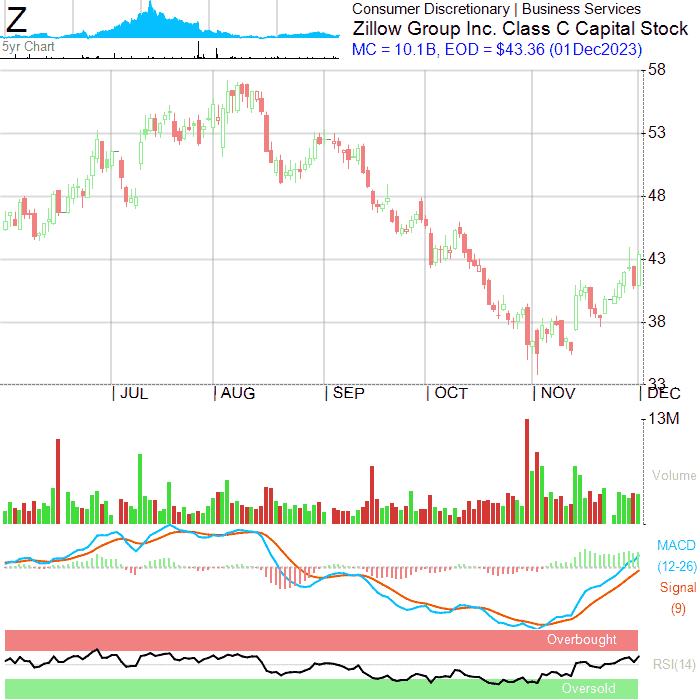 Z
Consumer Discretionary | Business Services
Zillow Group Inc. Class C Capital Stock
MC = 10.1B, EOD = $43.36 (01Dec2023)
5yr Chart
58
53
48
43
38
33
JUL AUG SEP OCT NOV DEC
13M
Volume
MACD
(12-26)
Signal
(9)
Overbought
RSI(14)
Oversold